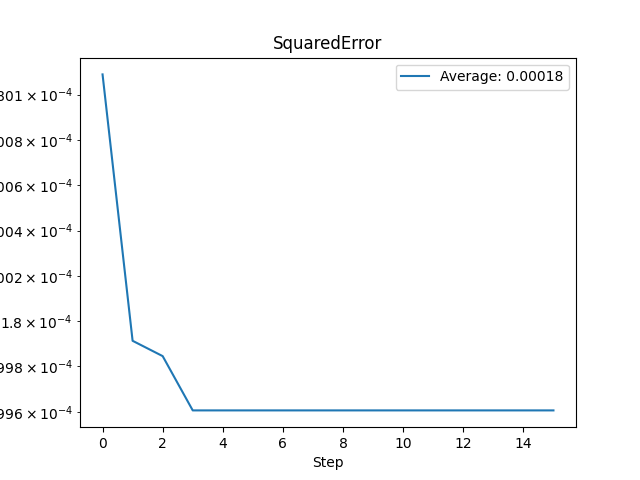 SquaredError
Average: 0.00018
801 × 10⁻⁴
008 × 10⁻⁴
006 × 10⁻⁴
004 × 10⁻⁴
002 × 10⁻⁴
1.8 × 10⁻⁴
998 × 10⁻⁴
996 × 10⁻⁴
0 2 4 6 8 10 12 14
Step